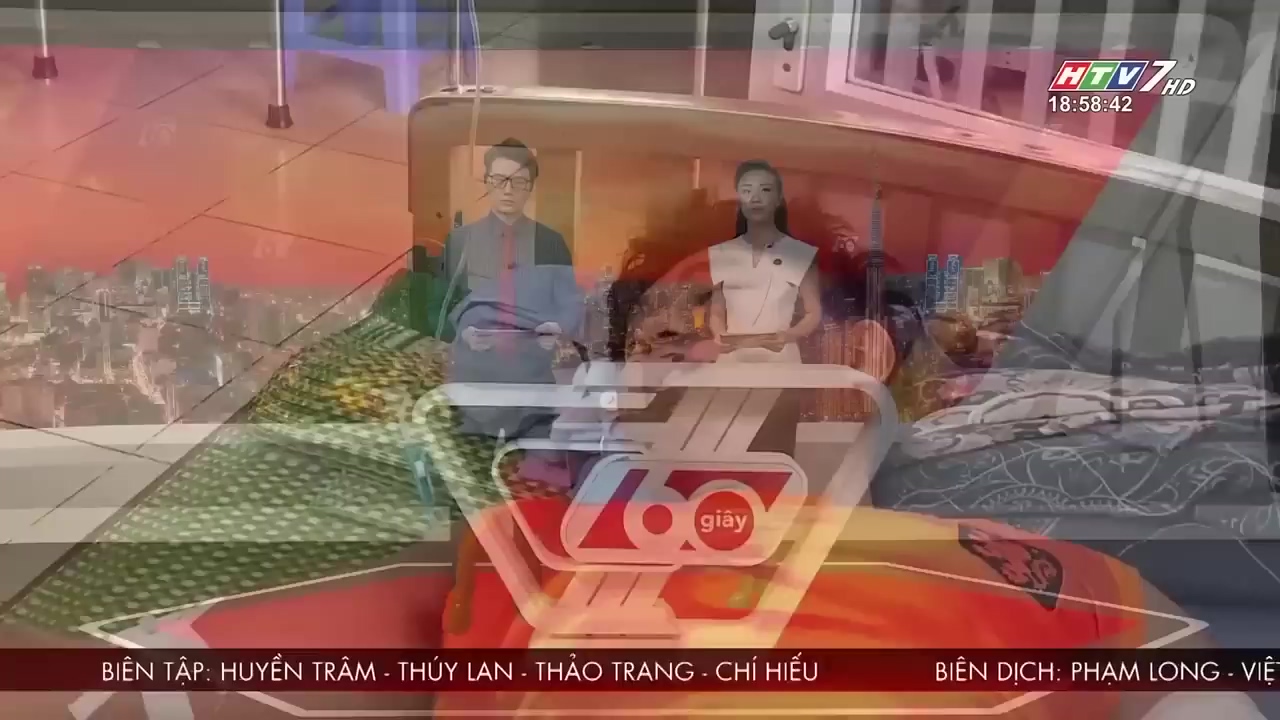 HTV7 HD
18:58:42
60 giây
BIÊN TẬP: HUYỀN TRÂM - THÚY LAN - THẢO TRANG - CHÍ HIẾU BIÊN DỊCH: PHẠM LONG -